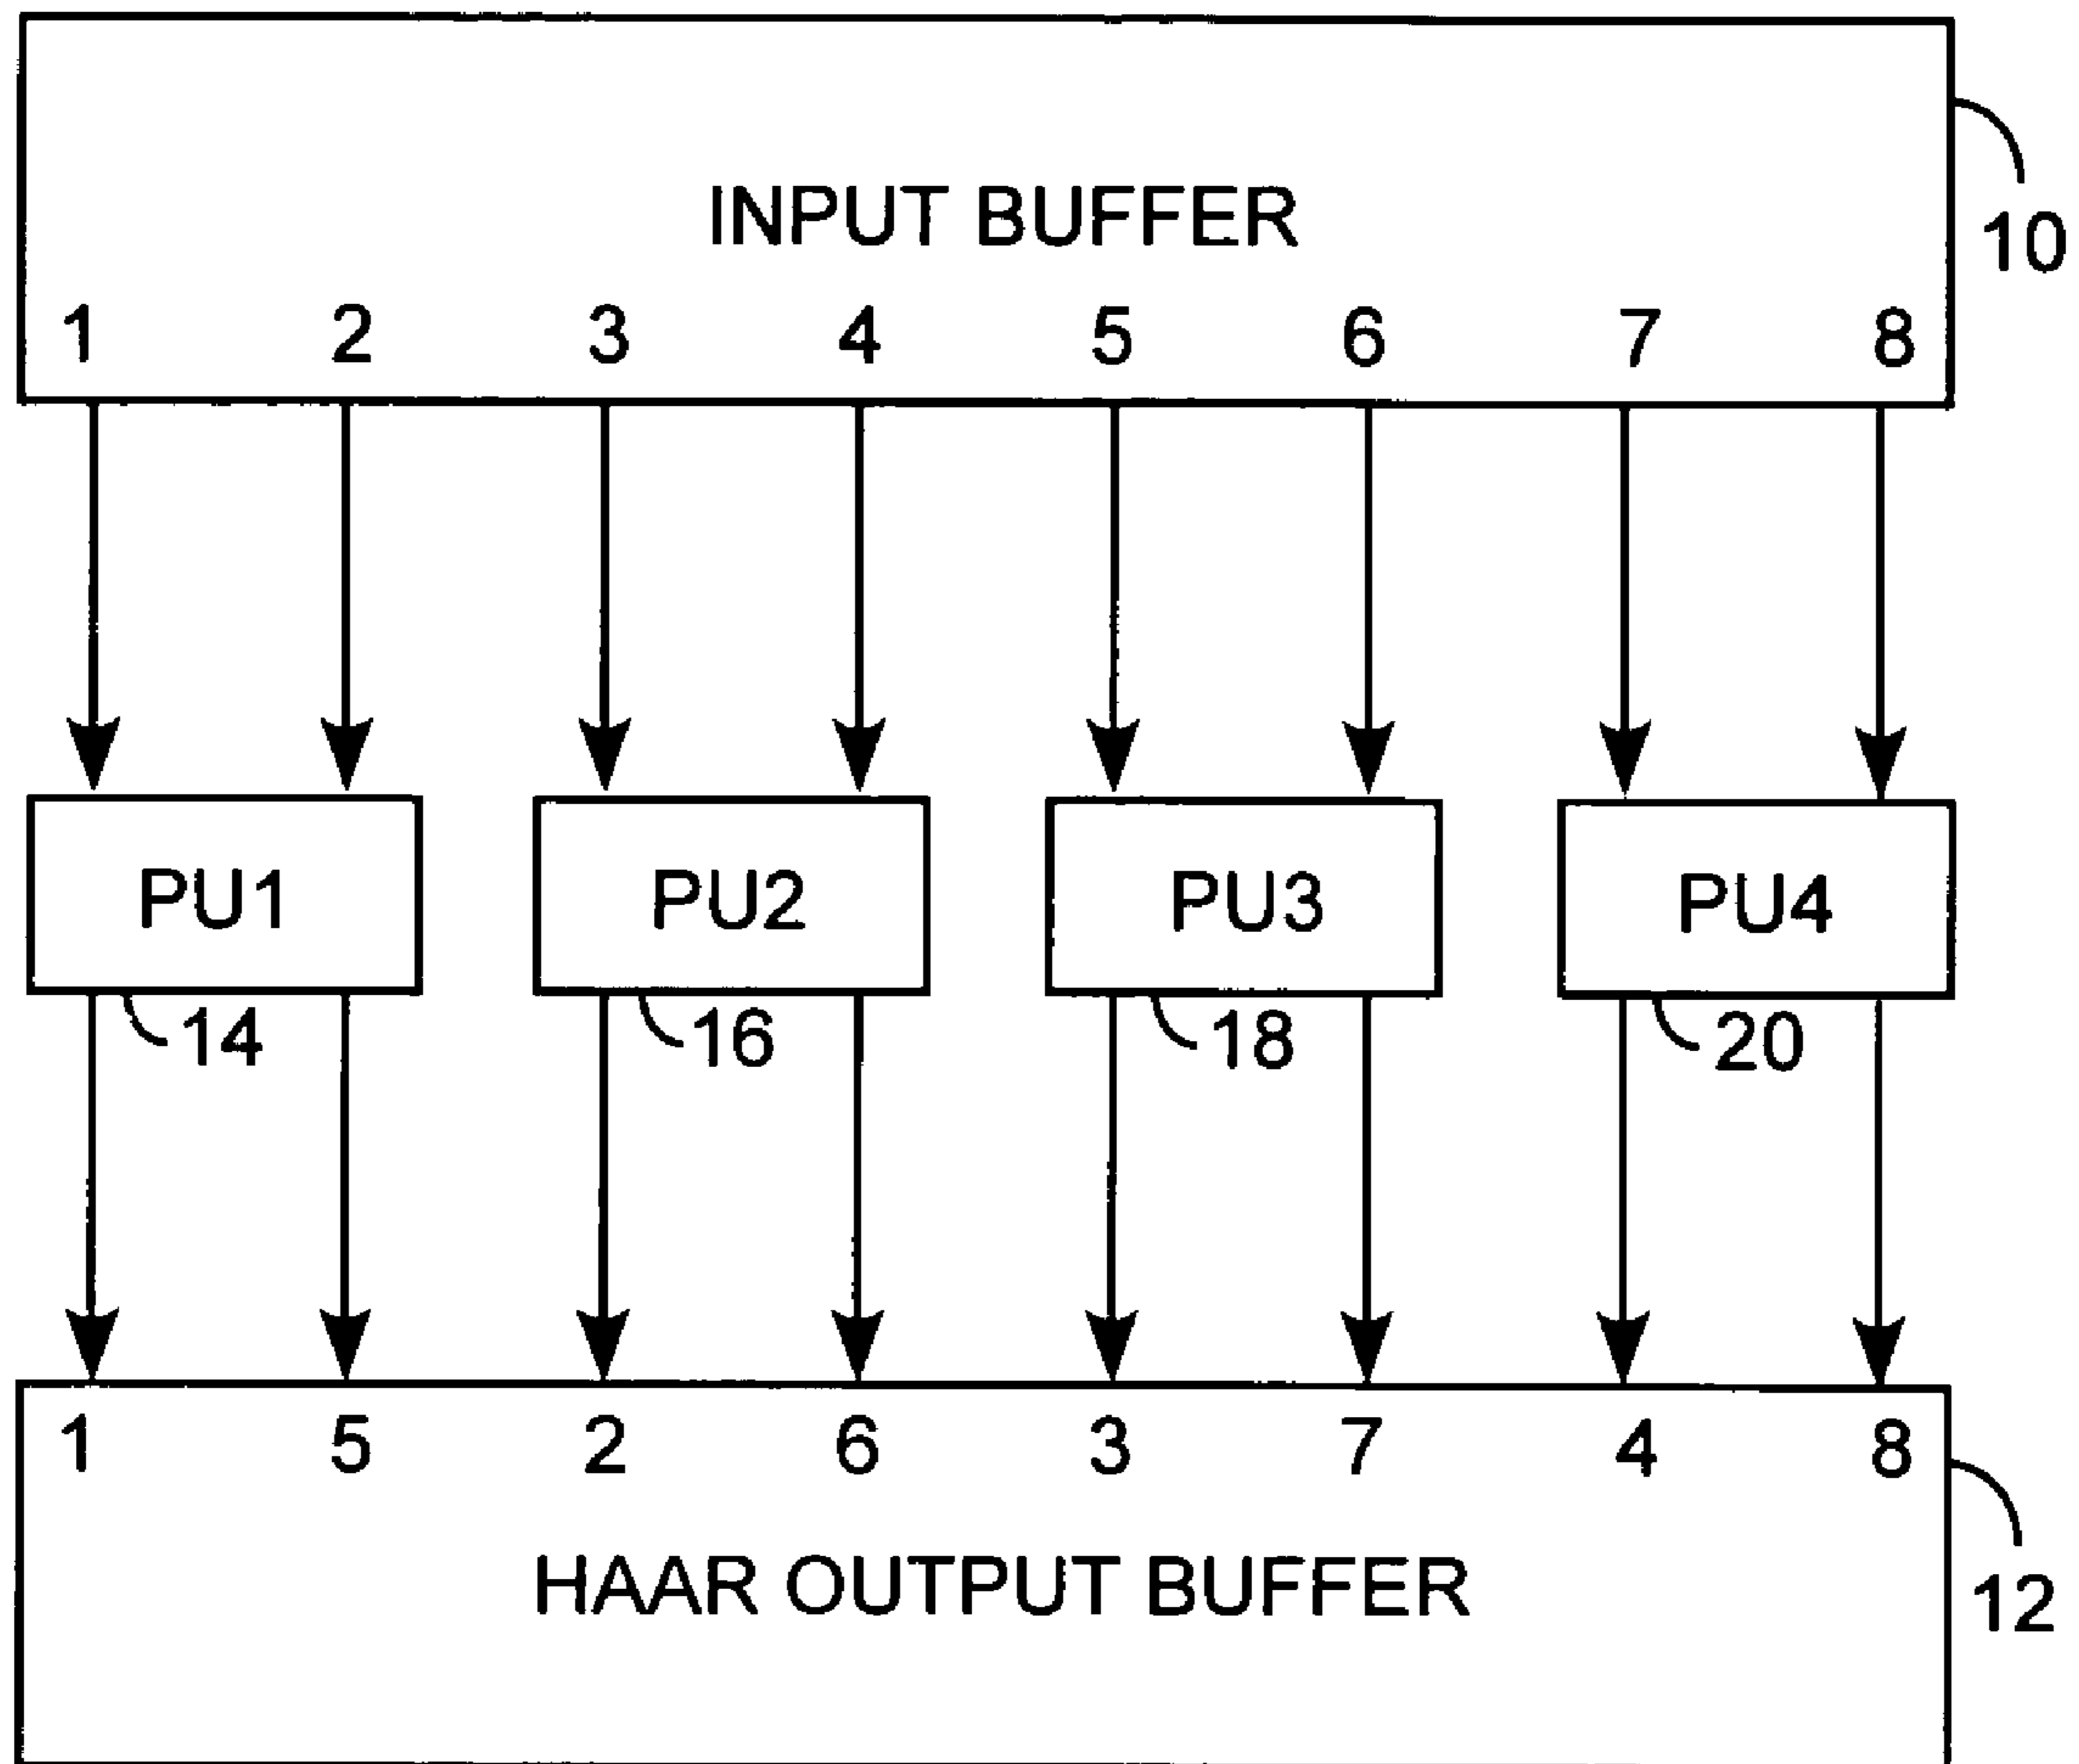 INPUT BUFFER
10
1 2 3 4 5 6 7 8
PU1 PU2 PU3 PU4
14 16 18 20
1 5 2 6 3 7 4 8
HAAR OUTPUT BUFFER
12